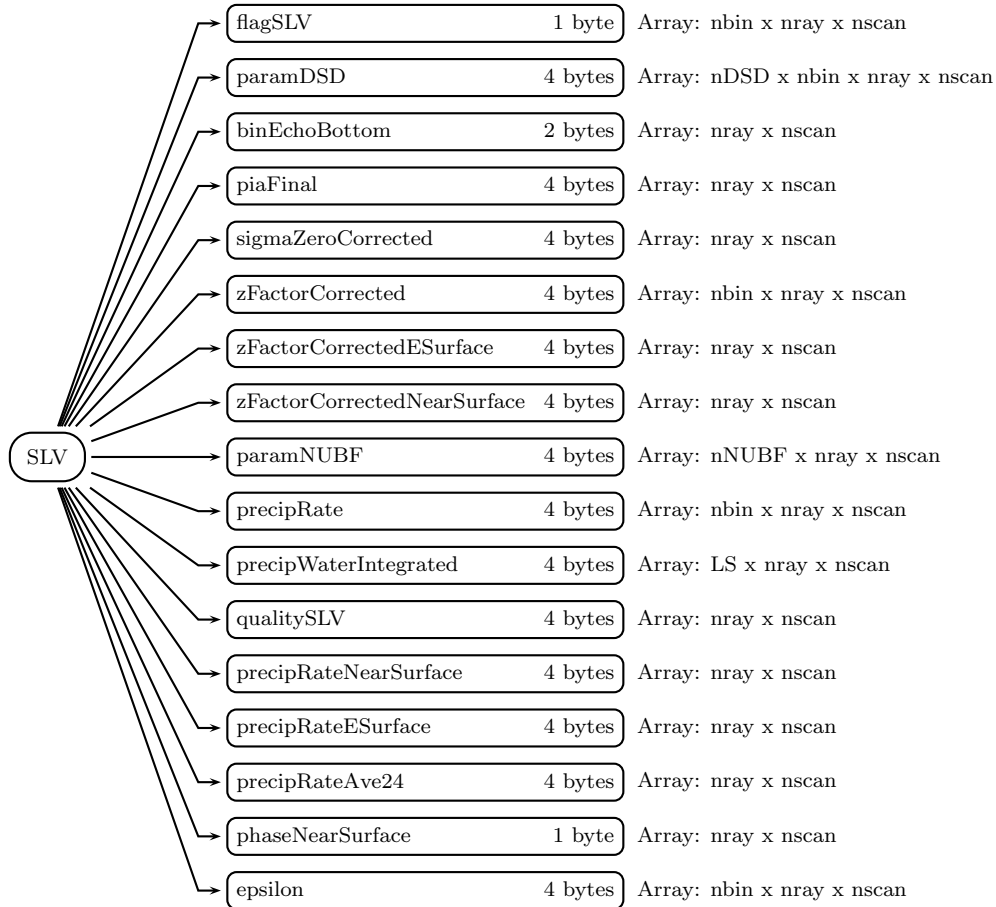 flagSLV 1 byte Array: nbin x nray x nscan
paramDSD 4 bytes Array: nDSD x nbin x nray x nscan
binEchoBottom 2 bytes Array: nray x nscan
piaFinal 4 bytes Array: nray x nscan
sigmaZeroCorrected 4 bytes Array: nray x nscan
zFactorCorrected 4 bytes Array: nbin x nray x nscan
zFactorCorrectedESurface 4 bytes Array: nray x nscan
zFactorCorrectedNearSurface 4 bytes Array: nray x nscan
SLV paramNUBF 4 bytes Array: nNUBF x nray x nscan
precipRate 4 bytes Array: nbin x nray x nscan
precipWaterIntegrated 4 bytes Array: LS x nray x nscan
qualitySLV 4 bytes Array: nray x nscan
precipRateNearSurface 4 bytes Array: nray x nscan
precipRateESurface 4 bytes Array: nray x nscan
precipRateAve24 4 bytes Array: nray x nscan
phaseNearSurface 1 byte Array: nray x nscan
epsilon 4 bytes Array: nbin x nray x nscan